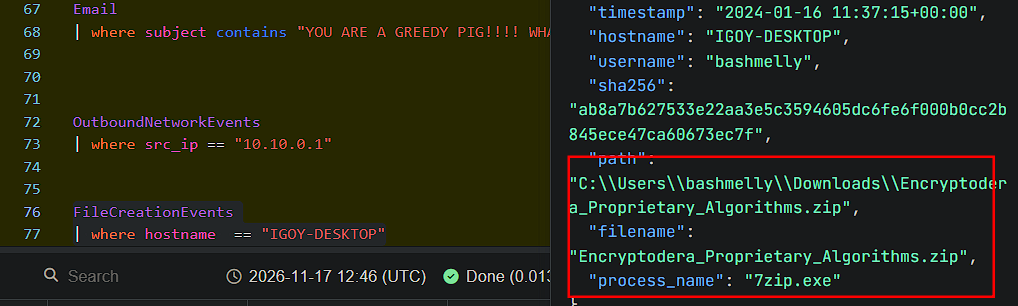 67 Email
68 | where subject contains "YOU ARE A GREEDY PIG!!!! WHA
69
70
71
72 OutboundNetworkEvents
73 | where src_ip == "10.10.0.1"
74
75
76 FileCreationEvents
77 | where hostname  == "IGOY-DESKTOP"
Search 2026-11-17 12:46 (UTC) Done (0.013
"timestamp": "2024-01-16 11:37:15+00:00",
"hostname": "IGOY-DESKTOP",
"username": "bashmelly",
"sha256":
"ab8a7b627533e22aa3e5c3594605dc6fe6f000b0cc2b
845ece47ca60673ec7f",
"path":
"C:\\Users\\bashmelly\\Downloads\\Encryptoder
a_Proprietary_Algorithms.zip",
"filename":
"Encryptodera_Proprietary_Algorithms.zip",
"process_name": "7zip.exe"